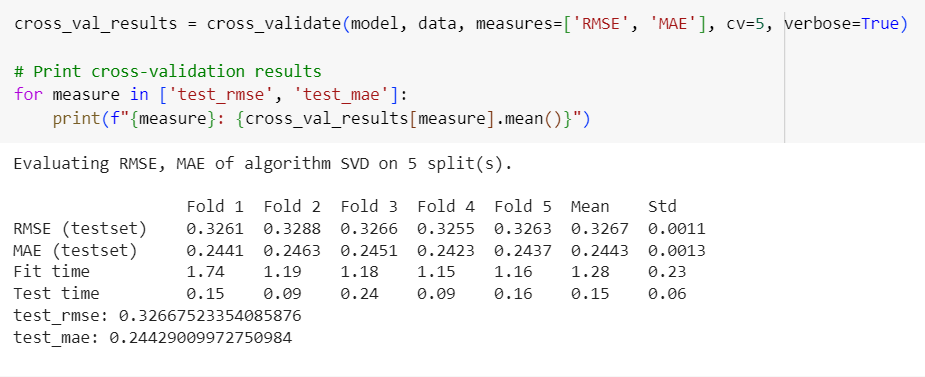 cross_val_results = cross_validate(model, data, measures=['RMSE', 'MAE'], cv=5, verbose=True)
# Print cross-validation results
for measure in ['test_rmse', 'test_mae']:
    print(f"{measure}: {cross_val_results[measure].mean()}")
Evaluating RMSE, MAE of algorithm SVD on 5 split(s).
                  Fold 1  Fold 2  Fold 3  Fold 4  Fold 5  Mean    Std
RMSE (testset)    0.3261  0.3288  0.3266  0.3255  0.3263  0.3267  0.0011
MAE (testset)     0.2441  0.2463  0.2451  0.2423  0.2437  0.2443  0.0013
Fit time          1.74    1.19    1.18    1.15    1.16    1.28    0.23
Test time         0.15    0.09    0.24    0.09    0.16    0.15    0.06
test_rmse: 0.32667523354085876
test_mae: 0.24429009972750984